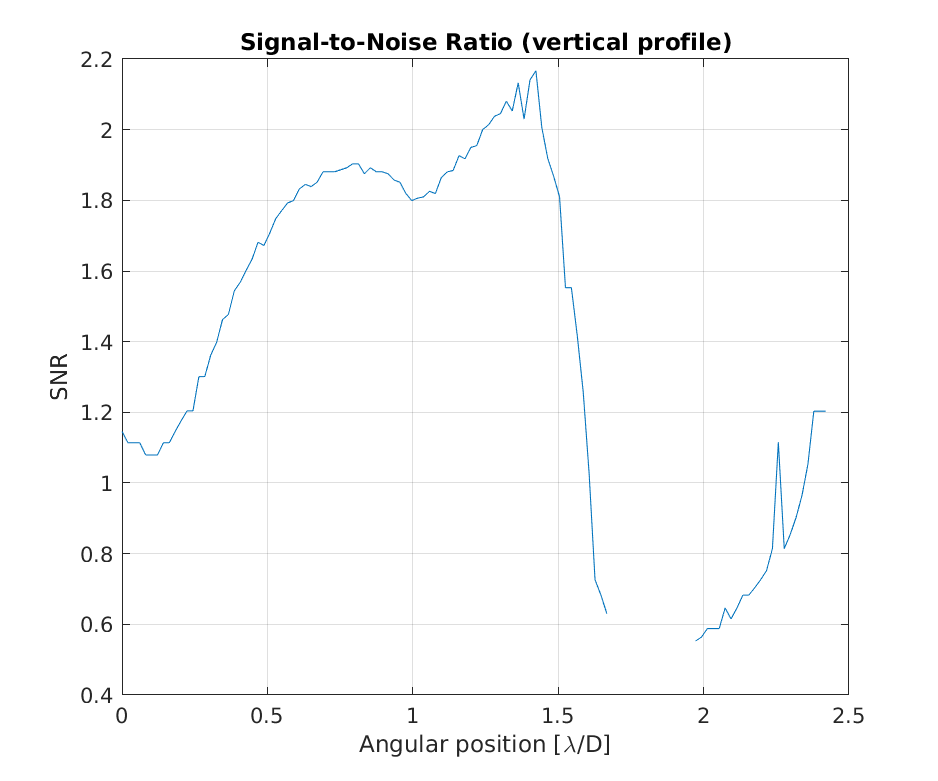 Signal-to-Noise Ratio (vertical profile)
2.2
2
1.8
1.6
1.4
1.2
1
0.8
0.6
0.4
SNR
0 0.5 1 1.5 2 2.5
Angular position [λ/D]